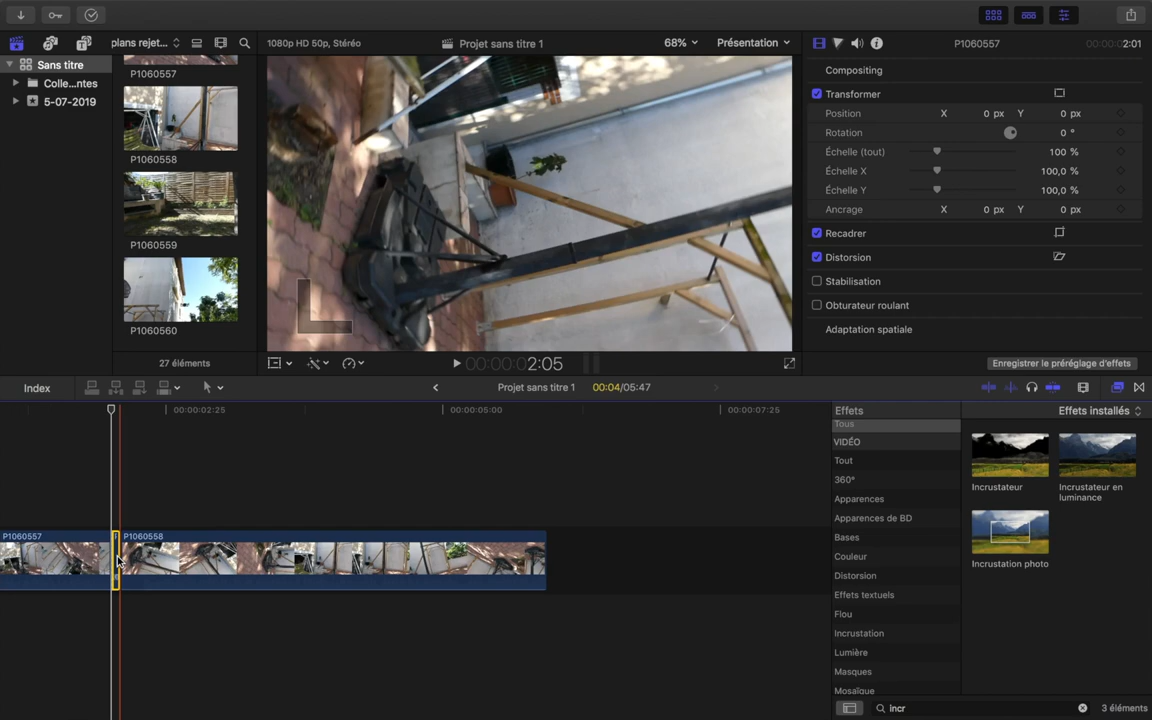 plans rejet...
1080p HD 50p, Stéréo
Projet sans titre 1
68%
Présentation
P1060557
00:00:02:01
Sans titre
Colle...ntes
5-07-2019
P1060557
P1060558
P1060559
P1060560
27 éléments
00:00:00:2:05
Compositing
Transformer
Position X 0 px Y 0 px
Rotation 0 °
Échelle (tout) 100 %
Échelle X 100,0 %
Échelle Y 100,0 %
Ancrage X 0 px Y 0 px
Recadrer
Distorsion
Stabilisation
Obturateur roulant
Adaptation spatiale
Enregistrer le préréglage d'effets
Index
Projet sans titre 1
00:04/05:47
00:00:02:25
00:00:05:00
00:00:07:25
P1060557
P1060558
Effets
Effets installés
Tous
VIDÉO
Tout
360°
Apparences
Apparences de BD
Bases
Couleur
Distorsion
Effets textuels
Flou
Incrustation
Lumière
Masques
Mosaïque
Incrustateur
Incrustateur en
luminance
Incrustation photo
incr
3 éléments